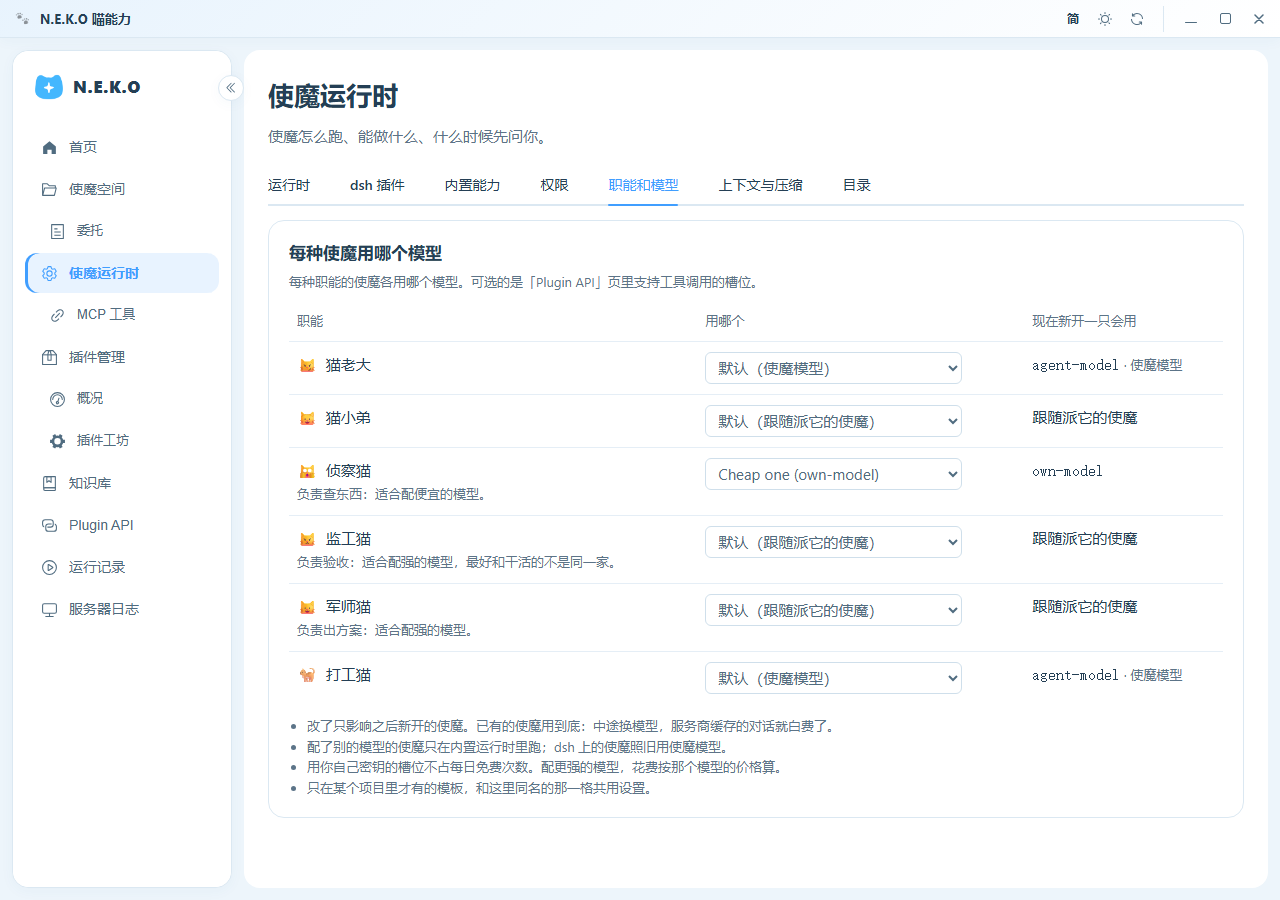 N.E.K.O 喵能力
简
N.E.K.O
首页
使魔空间
委托
使魔运行时
MCP 工具
插件管理
概况
插件工坊
知识库
Plugin API
运行记录
服务器日志
使魔运行时
使魔怎么跑、能做什么、什么时候先问你。
运行时 dsh 插件 内置能力 权限 职能和模型 上下文与压缩 目录
每种使魔用哪个模型
每种职能的使魔各用哪个模型。可选的是「Plugin API」页里支持工具调用的槽位。
职能 用哪个 现在新开一只会用
猫老大 默认（使魔模型） agent-model · 使魔模型
猫小弟 默认（跟随派它的使魔） 跟随派它的使魔
侦察猫 Cheap one (own-model) own-model
负责查东西：适合配便宜的模型。
监工猫 默认（跟随派它的使魔） 跟随派它的使魔
负责验收：适合配强的模型，最好和干活的不是同一家。
军师猫 默认（跟随派它的使魔） 跟随派它的使魔
负责出方案：适合配强的模型。
打工猫 默认（使魔模型） agent-model · 使魔模型
• 改了只影响之后新开的使魔。已有的使魔用到底：中途换模型，服务商缓存的对话就白费了。
• 配了别的模型的使魔只在内置运行时里跑；dsh 上的使魔照旧用使魔模型。
• 用你自己密钥的槽位不占每日免费次数。配更强的模型，花费按那个模型的价格算。
• 只在某个项目里才有的模板，和这里同名的那一格共用设置。